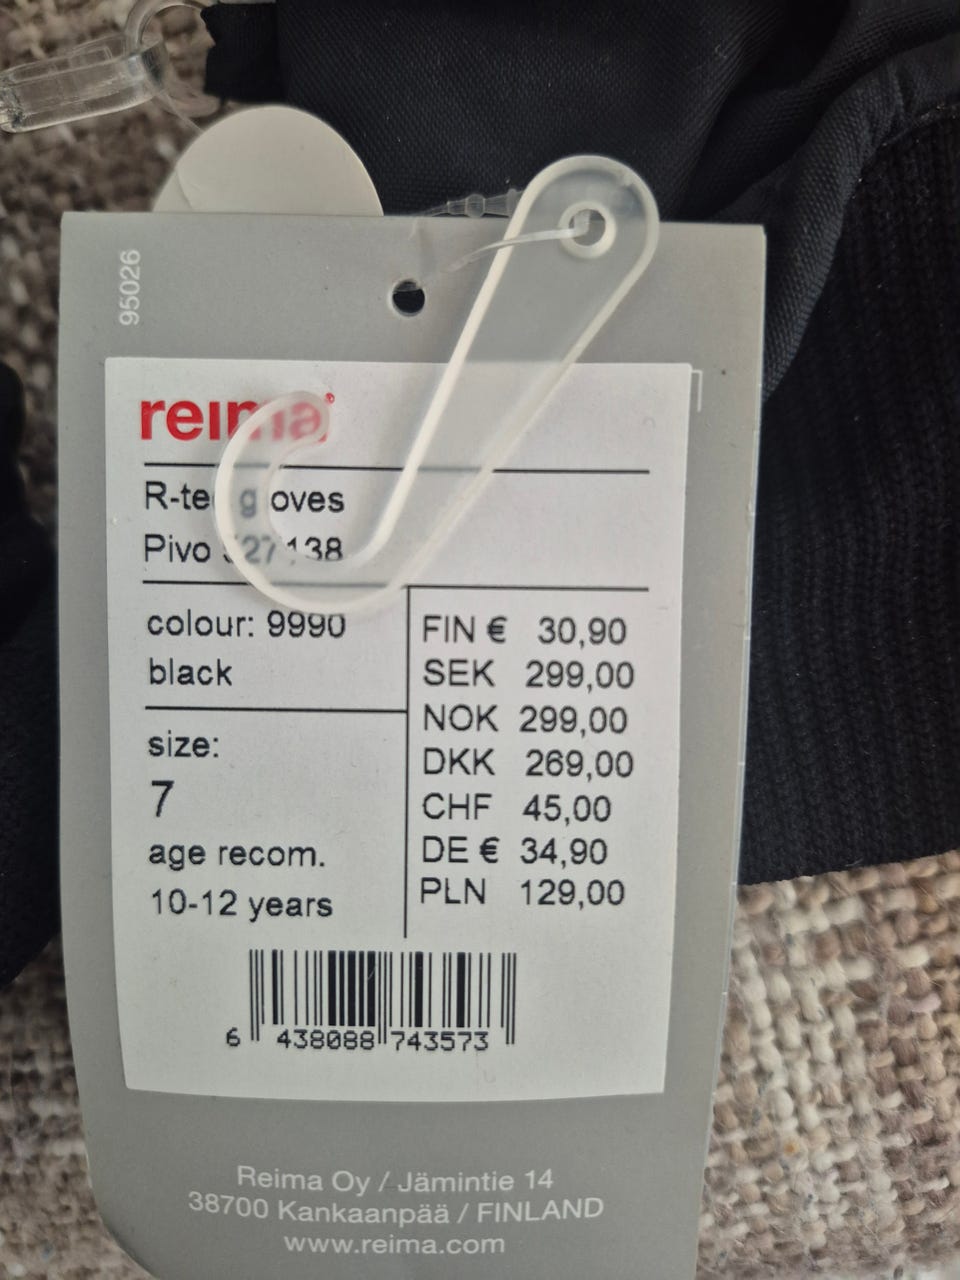 95026
reima
R-te gloves
Pivo 527138
colour: 9990
black
size:
7
age recom.
10-12 years
FIN € 30,90
SEK 299,00
NOK 299,00
DKK 269,00
CHF 45,00
DE € 34,90
PLN 129,00
6 438088 743573
Reima Oy / Jämintie 14
38700 Kankaanpää / FINLAND
www.reima.com